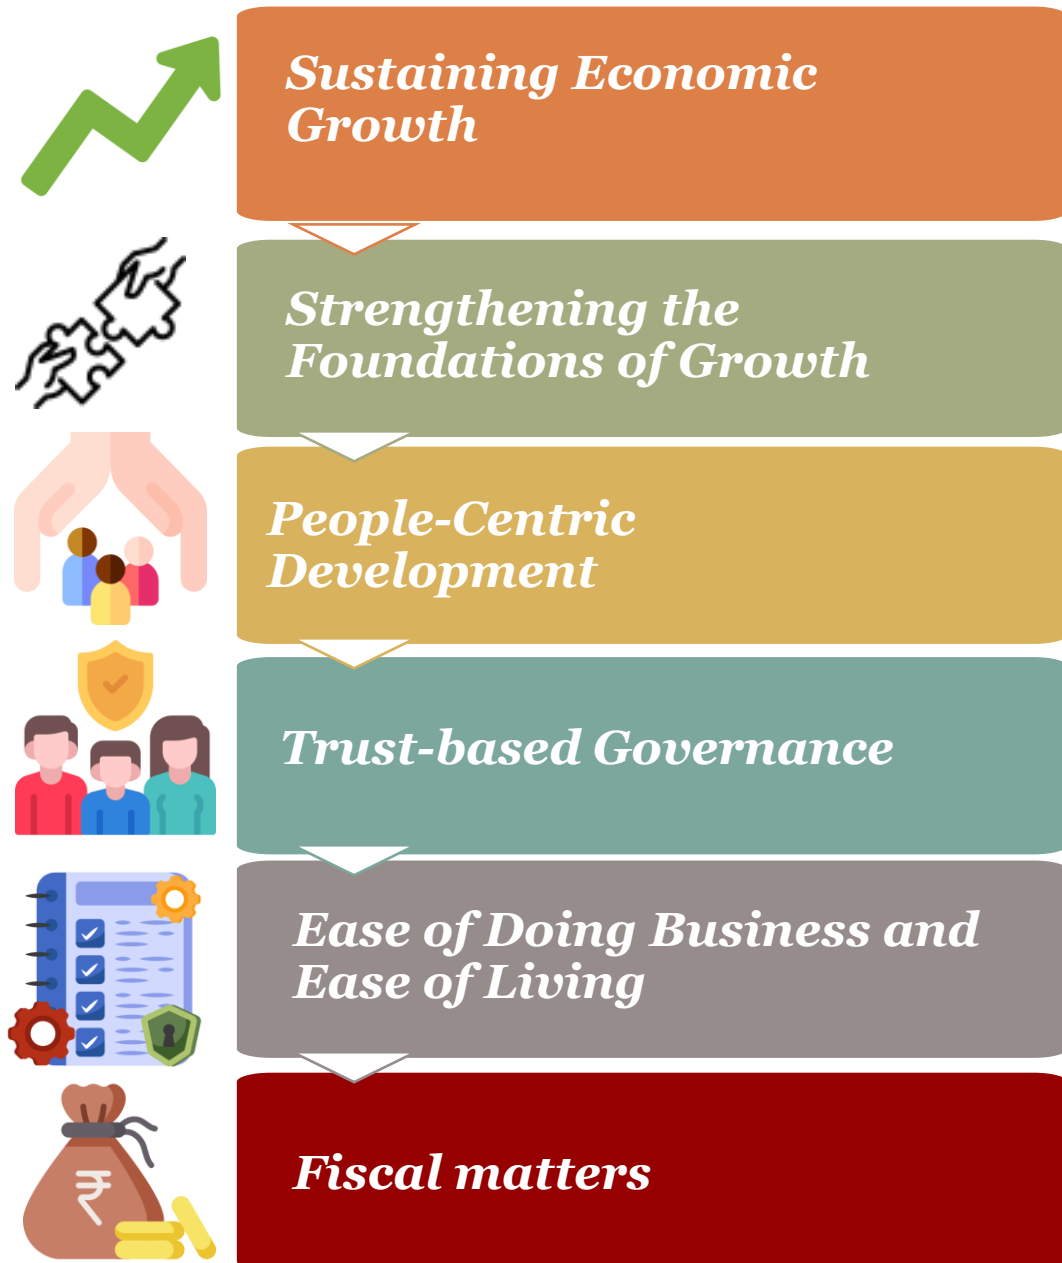 Sustaining Economic
Growth
Strengthening the
Foundations of Growth
People-Centric
Development
Trust-based Governance
Ease of Doing Business and
Ease of Living
₹
Fiscal matters